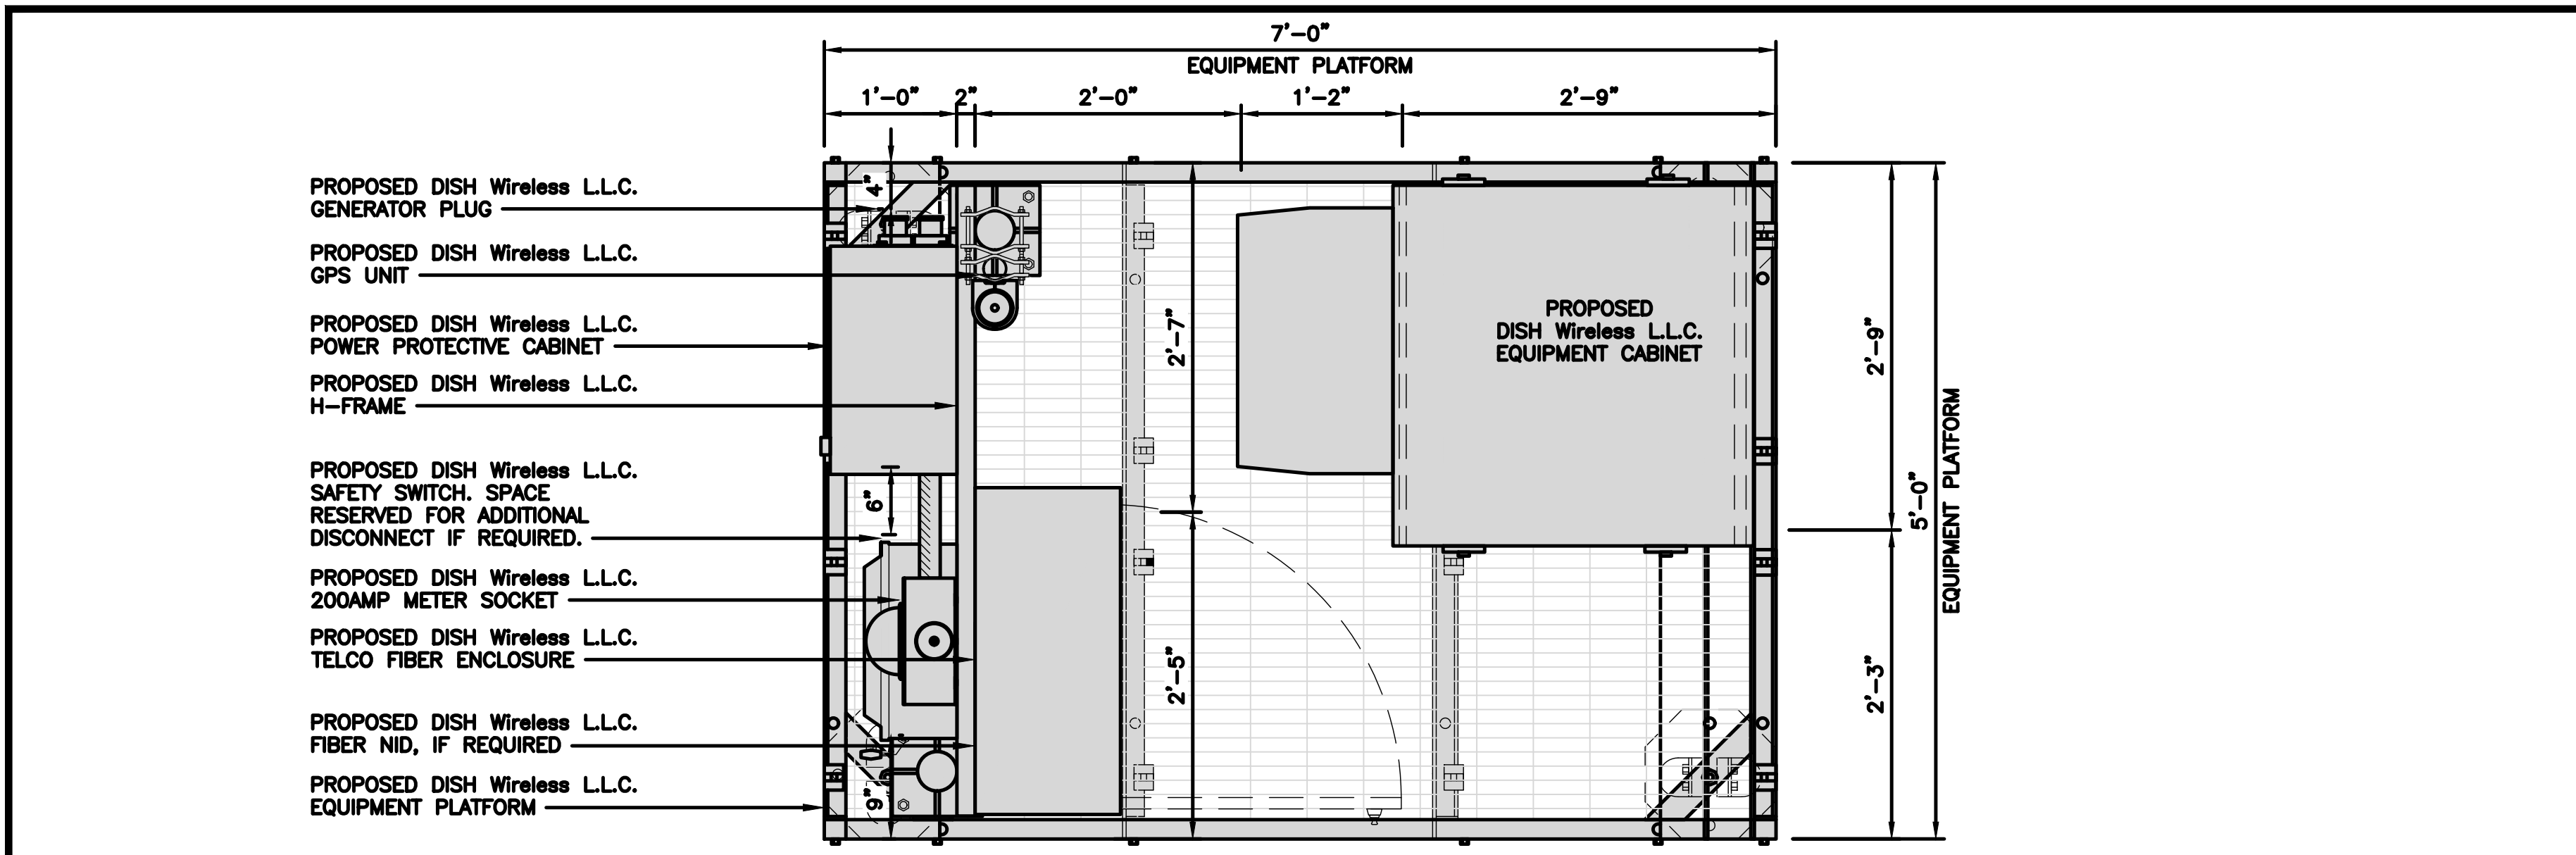 7'-0"
EQUIPMENT PLATFORM
1'-0" 2" 2'-0" 1'-2" 2'-9"
PROPOSED DISH Wireless L.L.C.
GENERATOR PLUG
PROPOSED DISH Wireless L.L.C.
GPS UNIT
PROPOSED DISH Wireless L.L.C.
POWER PROTECTIVE CABINET
PROPOSED DISH Wireless L.L.C.
H-FRAME
PROPOSED DISH Wireless L.L.C.
SAFETY SWITCH. SPACE
RESERVED FOR ADDITIONAL
DISCONNECT IF REQUIRED.
PROPOSED DISH Wireless L.L.C.
200AMP METER SOCKET
PROPOSED DISH Wireless L.L.C.
TELCO FIBER ENCLOSURE
PROPOSED DISH Wireless L.L.C.
FIBER NID, IF REQUIRED
PROPOSED DISH Wireless L.L.C.
EQUIPMENT PLATFORM
4"
6"
9"
2'-7"
2'-5"
PROPOSED
DISH Wireless L.L.C.
EQUIPMENT CABINET
2'-9"
2'-3"
5'-0"
EQUIPMENT PLATFORM